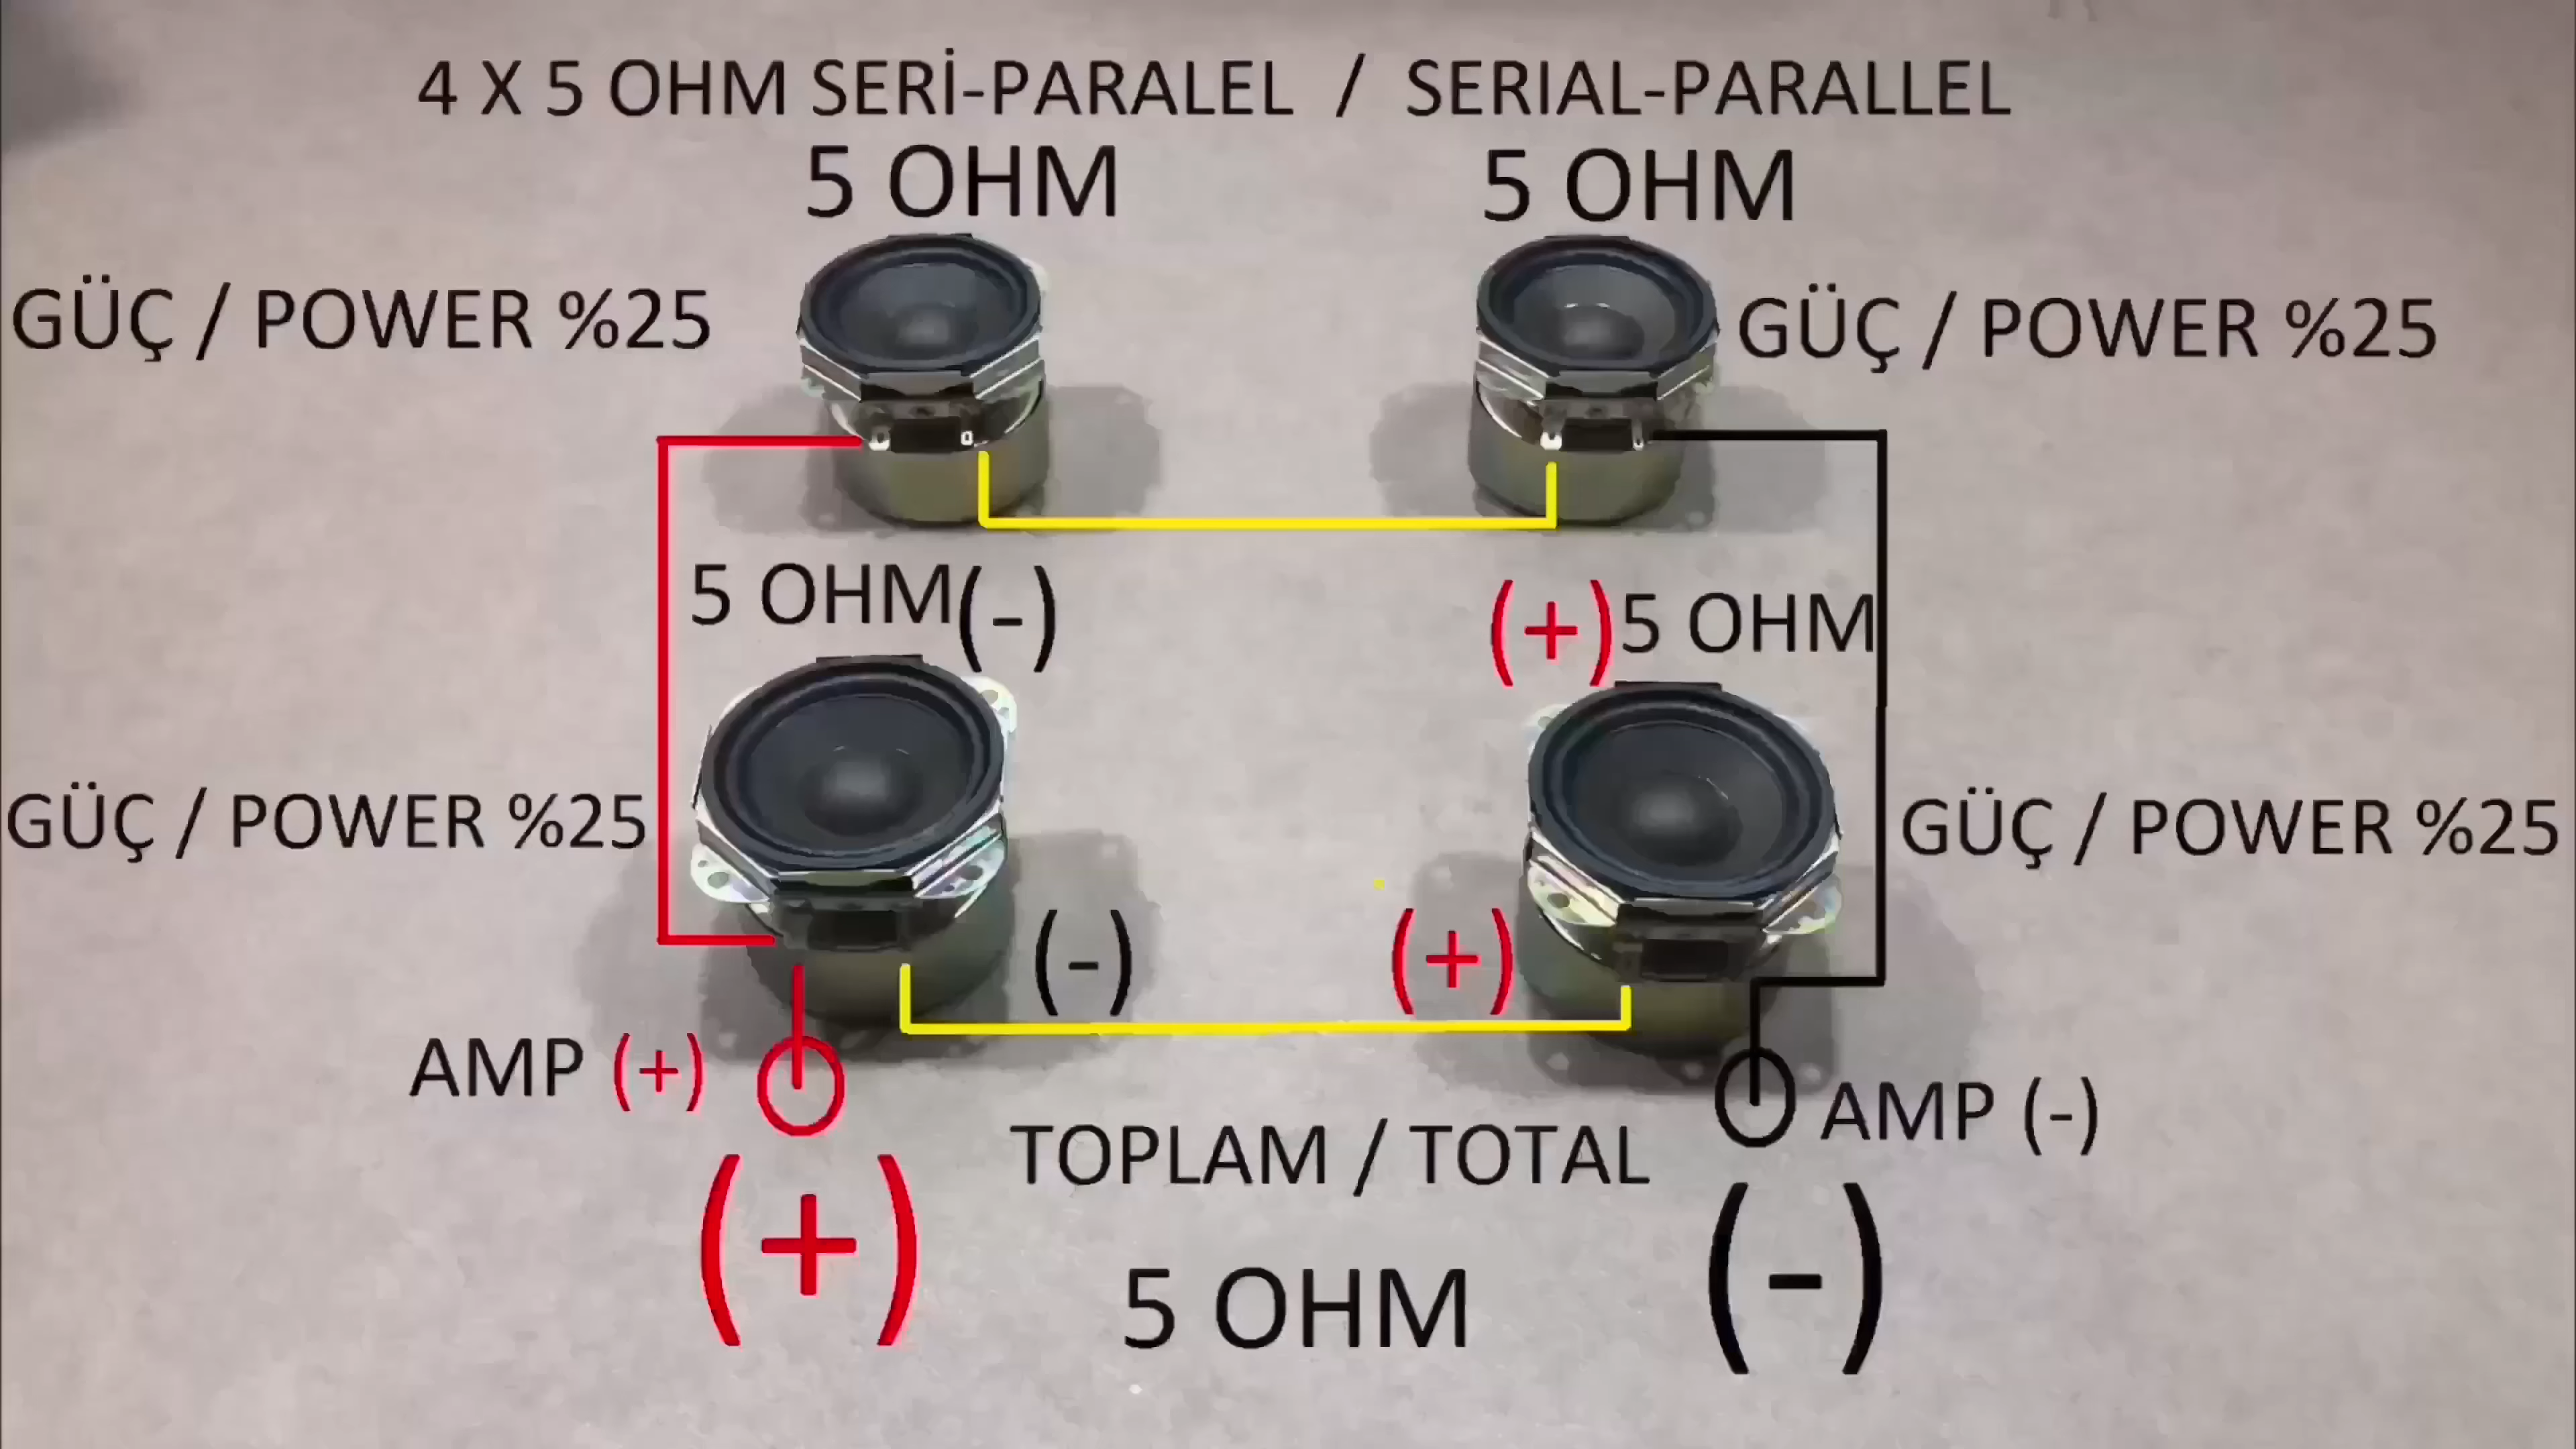 4 X 5 OHM SERİ-PARALEL / SERIAL-PARALLEL
5 OHM
5 OHM
GÜÇ / POWER %25
GÜÇ / POWER %25
5 OHM (-)
(+) 5 OHM
GÜÇ / POWER %25
GÜÇ / POWER %25
(-)
(+)
AMP (+)
AMP (-)
TOPLAM / TOTAL
(+)
(-)
5 OHM